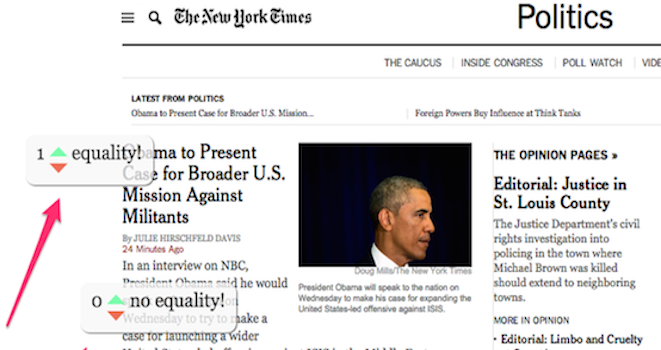 The New York Times
Politics
THE CAUCUS
INSIDE CONGRESS
POLL WATCH
LATEST FROM POLITICS
Obama to Present Case for Broader U.S. Mission...
Foreign Powers Buy Influence at Think Tanks
1 equality!
Obama to Present
Case for Broader U.S.
Mission Against
Militants
By JULIE HIRSCHFELD DAVIS
24 Minutes Ago
In an interview on NBC,
President Obama said he would
0 no equality!
Wednesday to try to make a
case for launching a wider
Doug Mills/The New York Times
President Obama will speak to the nation on
Wednesday to make his case for expanding the
United States-led offensive against ISIS.
THE OPINION PAGES »
Editorial: Justice in
St. Louis County
The Justice Department's civil
rights investigation into
policing in the town where
Michael Brown was killed
should extend to neighboring
towns.
MORE IN OPINION
• Editorial: Limbo and Cruelty